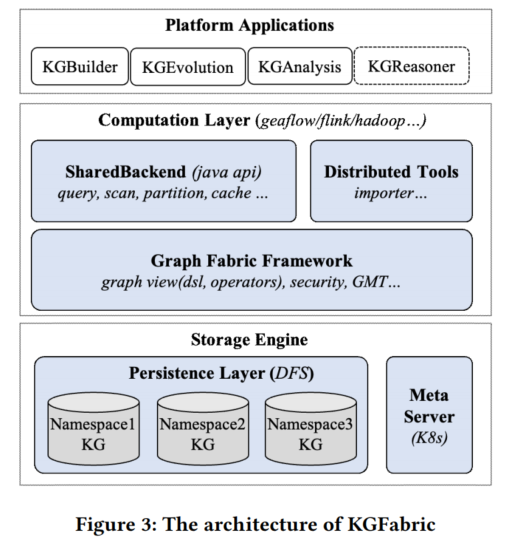 Platform Applications
KGBuilder KGEvolution KGAnalysis KGReasoner
Computation Layer (geaflow/flink/hadoop…)
SharedBackend (java api)
query, scan, partition, cache …
Distributed Tools
importer…
Graph Fabric Framework
graph view(dsl, operators), security, GMT…
Storage Engine
Persistence Layer (DFS)
Namespace1
KG
Namespace2
KG
Namespace3
KG
Meta
Server
(K8s)
Figure 3: The architecture of KGFabric